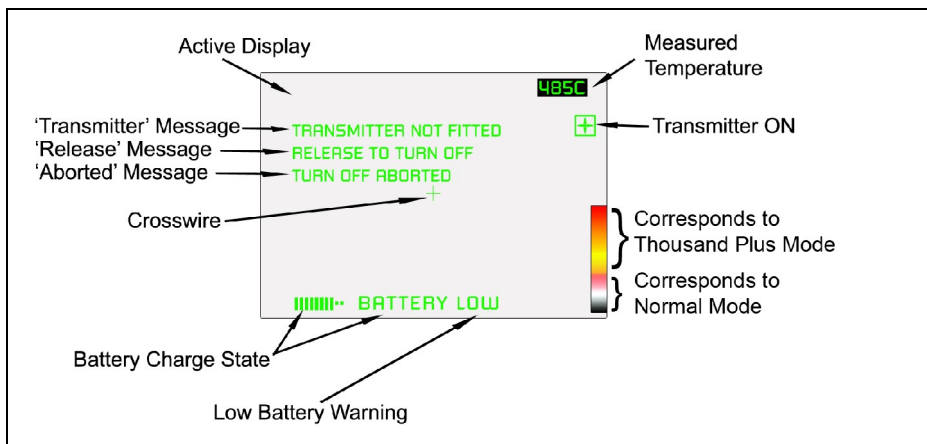 Active Display
Measured
Temperature
485C
'Transmitter' Message
TRANSMITTER NOT FITTED
Transmitter ON
'Release' Message
RELEASE TO TURN OFF
'Aborted' Message
TURN OFF ABORTED
Crosswire
Corresponds to
Thousand Plus Mode
Corresponds to
Normal Mode
BATTERY LOW
Battery Charge State
Low Battery Warning